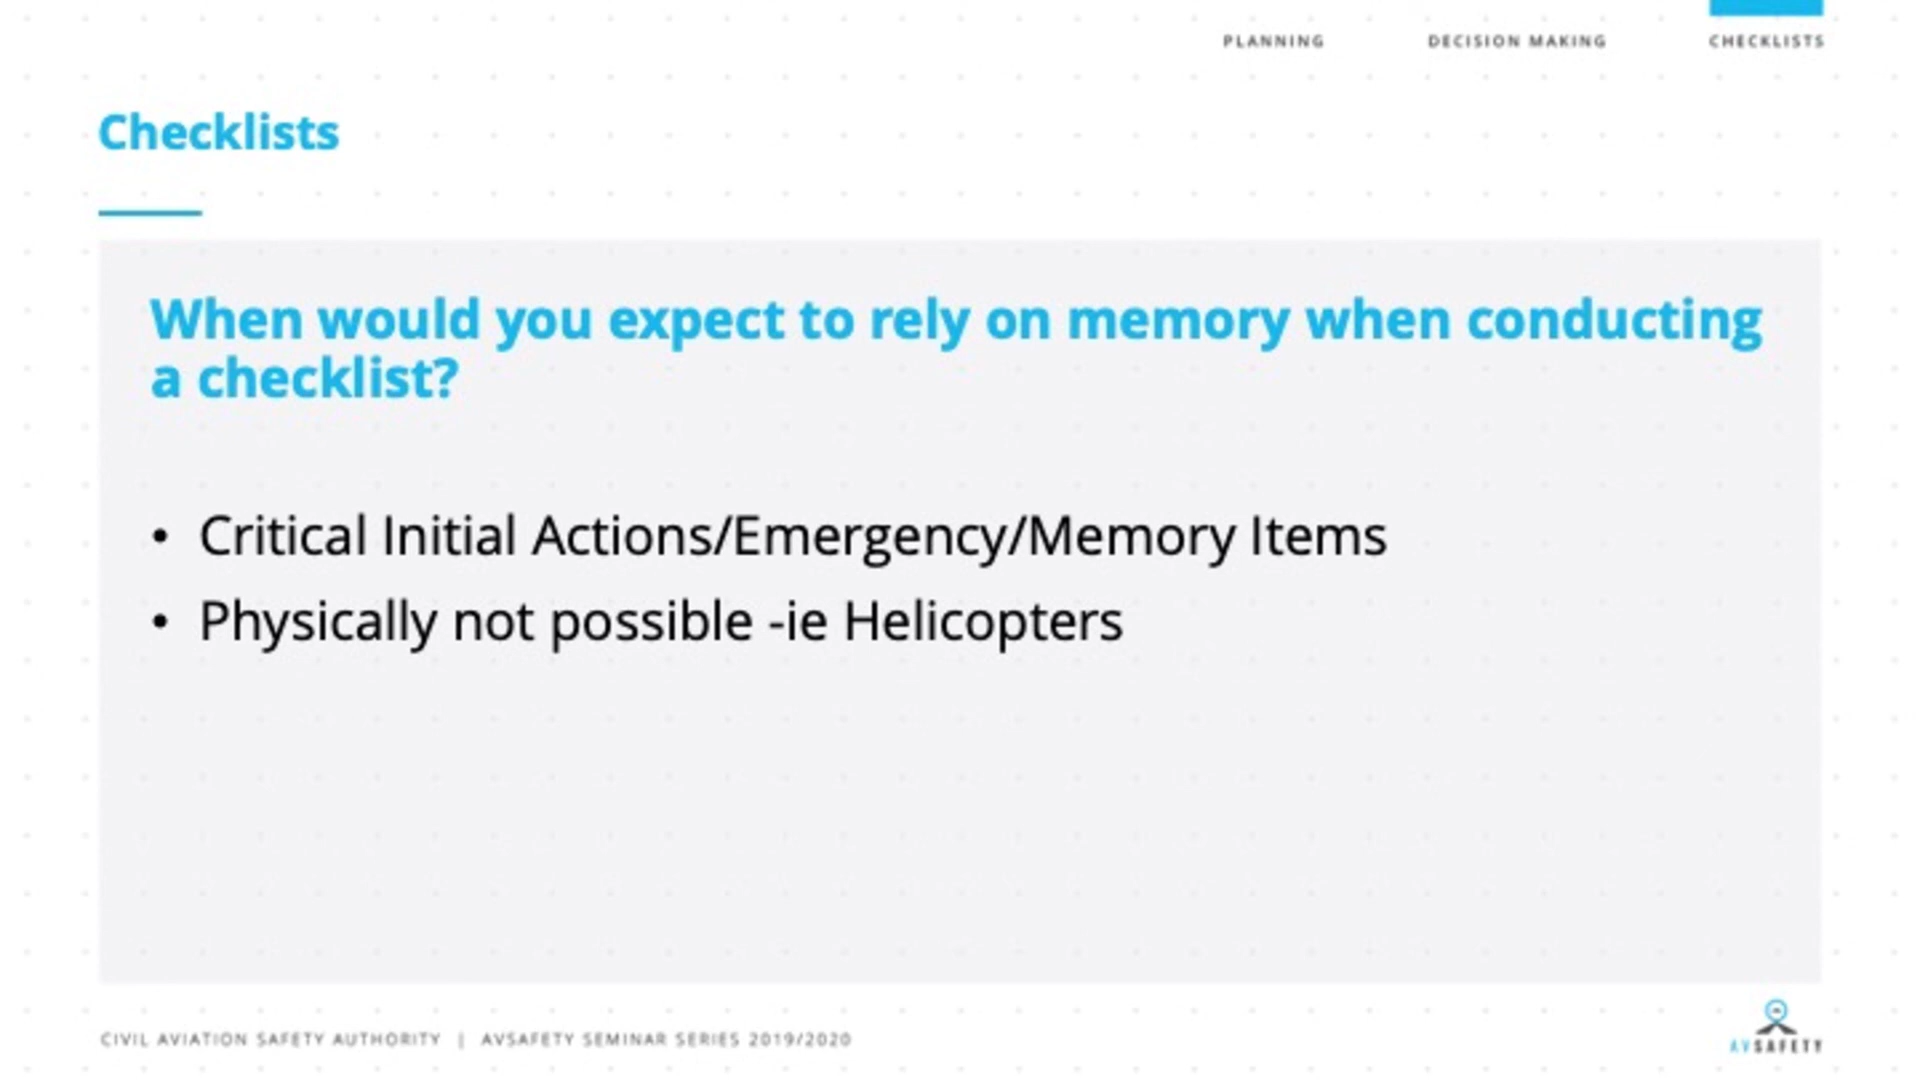 PLANNING DECISION MAKING CHECKLISTS
Checklists
When would you expect to rely on memory when conducting
a checklist?
• Critical Initial Actions/Emergency/Memory Items
• Physically not possible -ie Helicopters
CIVIL AVIATION SAFETY AUTHORITY | AVSAFETY SEMINAR SERIES 2019/2020
AVSAFETY